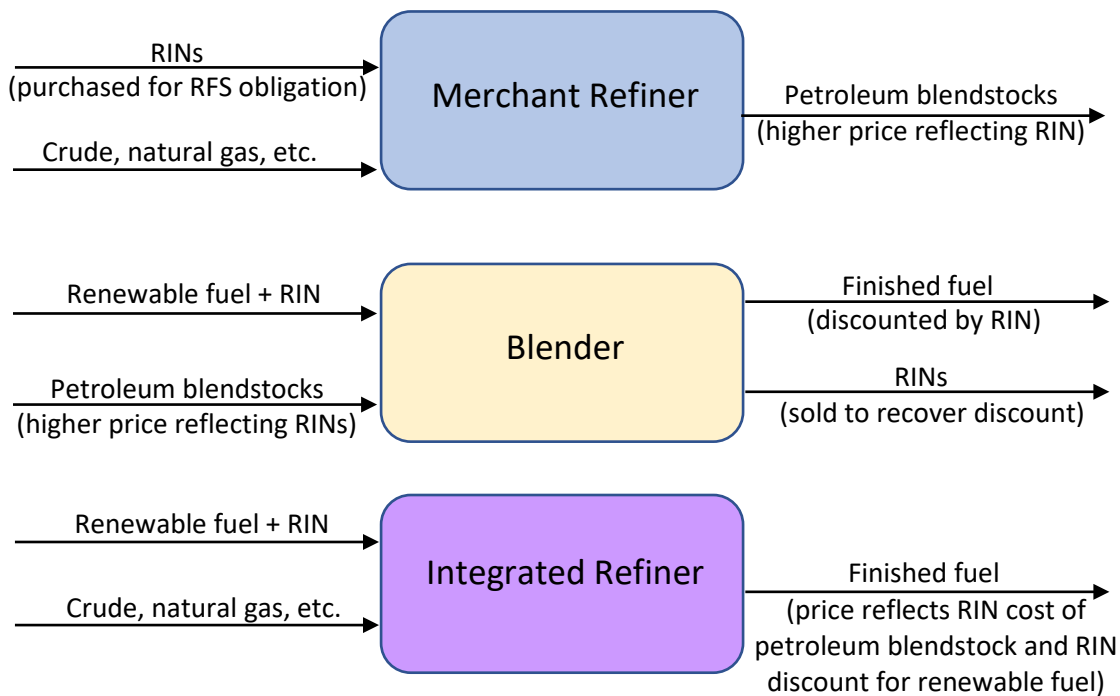 RINs
(purchased for RFS obligation)
Crude, natural gas, etc.
Merchant Refiner
Petroleum blendstocks
(higher price reflecting RIN)
Renewable fuel + RIN
Petroleum blendstocks
(higher price reflecting RINs)
Blender
Finished fuel
(discounted by RIN)
RINs
(sold to recover discount)
Renewable fuel + RIN
Crude, natural gas, etc.
Integrated Refiner
Finished fuel
(price reflects RIN cost of
petroleum blendstock and RIN
discount for renewable fuel)